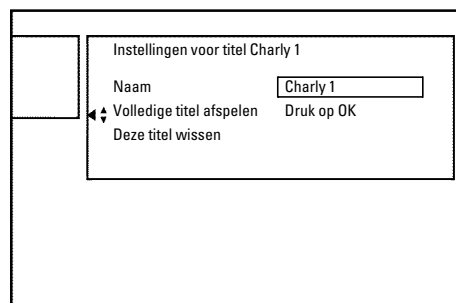 Instellingen voor titel Charly 1
Naam Charly 1
Volledige titel afspelen Druk op OK
Deze titel wissen